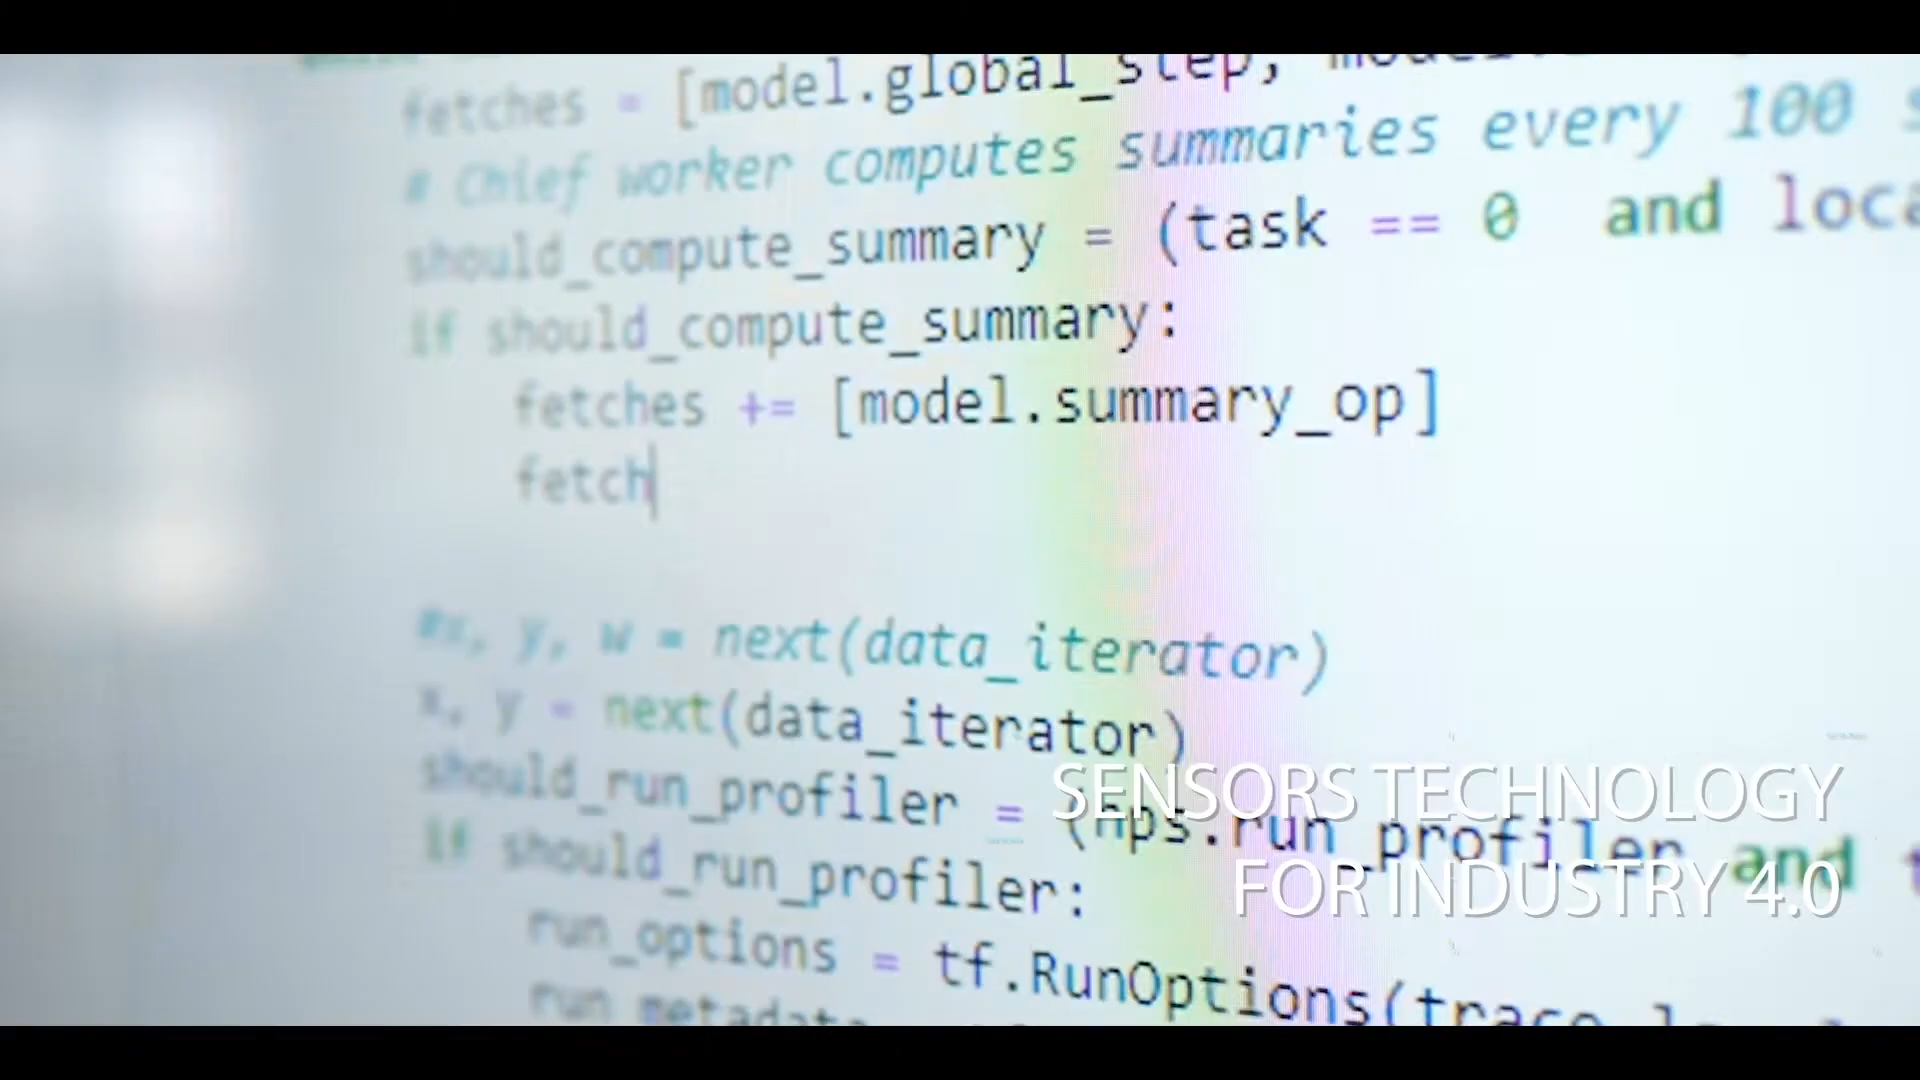 fetches = [model.global_step,
# Chief worker computes summaries every 100
should_compute_summary = (task == 0 and
if should_compute_summary:
fetches += [model.summary_op]
fetch
#x, y, w = next(data_iterator)
x, y = next(data_iterator)
should_run_profiler = (hps.run_profiler and
if should_run_profiler:
run_options = tf.RunOptions(
run
SENSORS TECHNOLOGY
FOR INDUSTRY 4.0